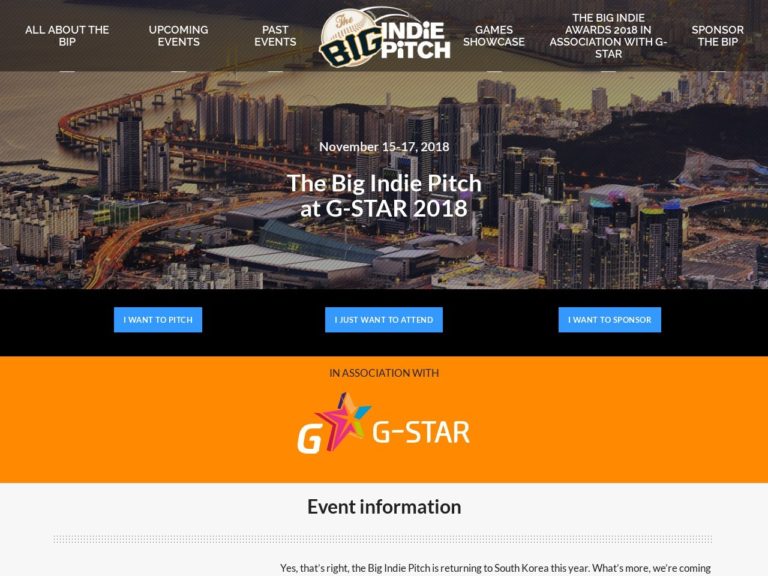 ALL ABOUT THE
BIP
UPCOMING
EVENTS
PAST
EVENTS
The
BIG
INDIE
PITCH
GAMES
SHOWCASE
THE BIG INDIE
AWARDS 2018 IN
ASSOCIATION WITH G-
STAR
SPONSOR
THE BIP
November 15-17, 2018
The Big Indie Pitch
at G-STAR 2018
I WANT TO PITCH
I JUST WANT TO ATTEND
I WANT TO SPONSOR
IN ASSOCIATION WITH
G
G-STAR
Event information
Yes, that's right, the Big Indie Pitch is returning to South Korea this year. What's more, we're coming